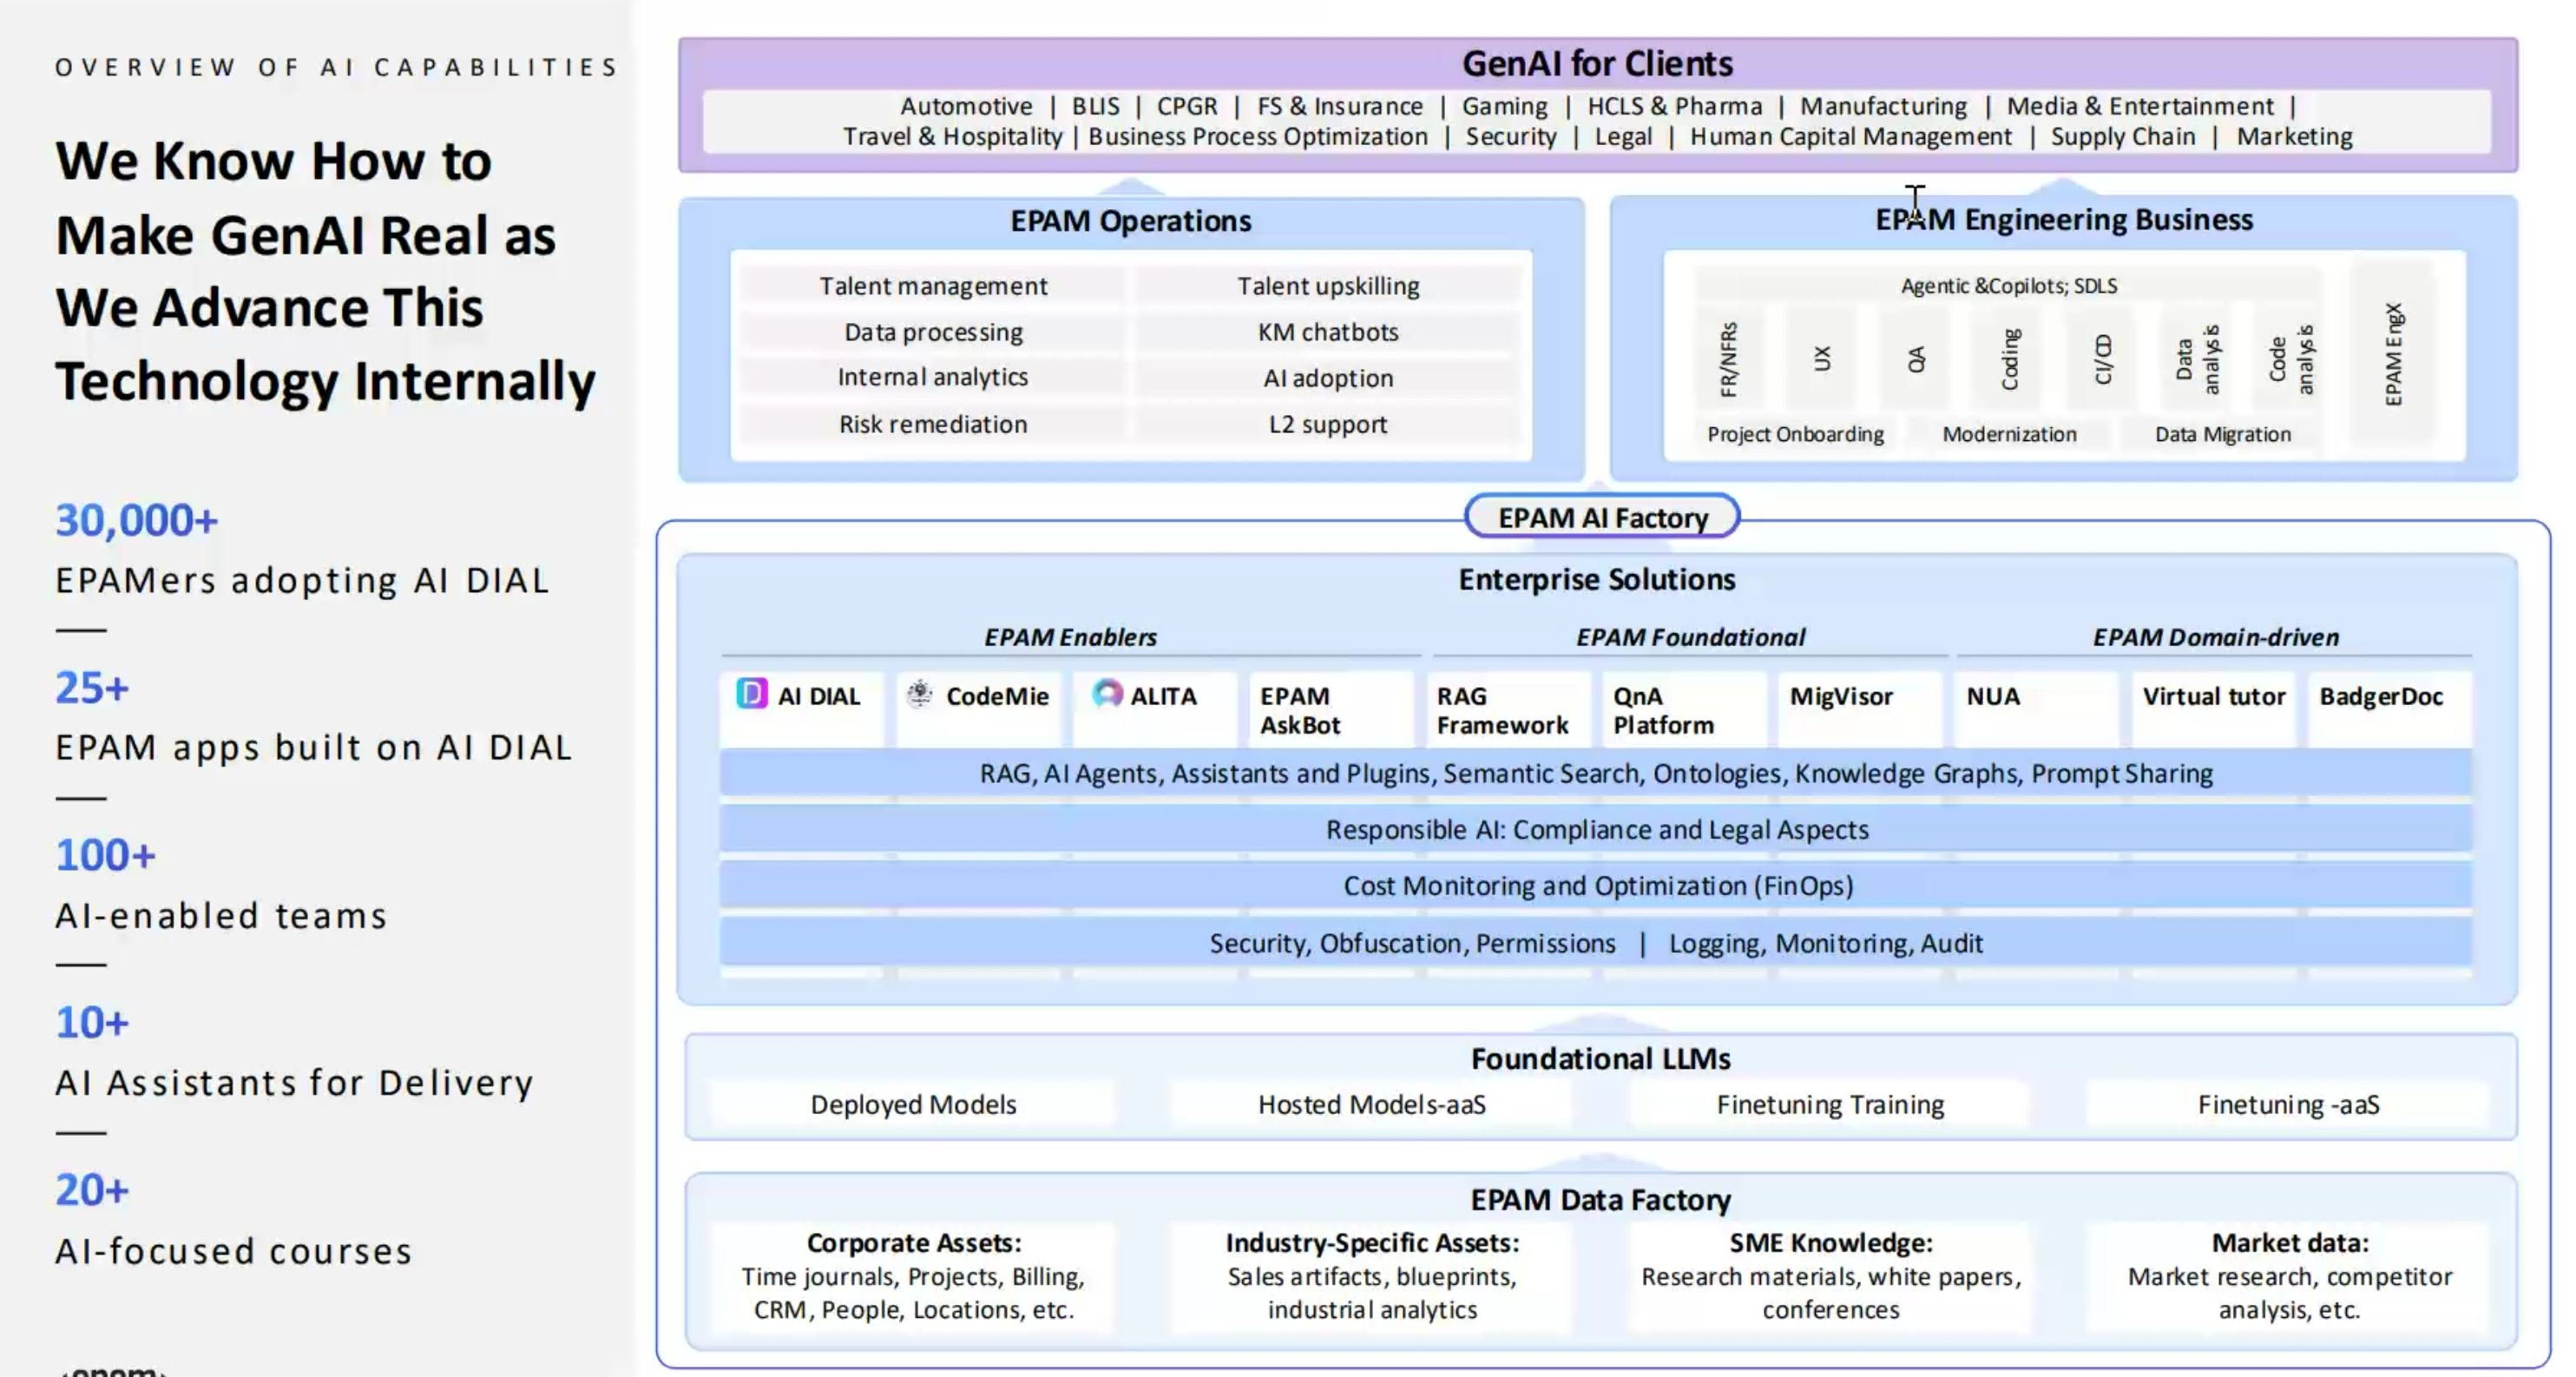 OVERVIEW OF AI CAPABILITIES
We Know How to
Make GenAI Real as
We Advance This
Technology Internally
30,000+
EPAMers adopting AI DIAL
25+
EPAM apps built on AI DIAL
100+
AI-enabled teams
10+
AI Assistants for Delivery
20+
AI-focused courses
GenAI for Clients
Automotive | BLIS | CPGR | FS & Insurance | Gaming | HCLS & Pharma | Manufacturing | Media & Entertainment |
Travel & Hospitality | Business Process Optimization | Security | Legal | Human Capital Management | Supply Chain | Marketing
EPAM Operations
Talent management
Talent upskilling
Data processing
KM chatbots
Internal analytics
AI adoption
Risk remediation
L2 support
EPAM Engineering Business
Agentic &Copilots; SDLS
FR/NFRs
UX
QA
Coding
CI/CD
Data
analysis
Code
analysis
EPAM EngX
Project Onboarding
Modernization
Data Migration
EPAM AI Factory
Enterprise Solutions
EPAM Enablers
EPAM Foundational
EPAM Domain-driven
AI DIAL
CodeMie
ALITA
EPAM
AskBot
RAG
Framework
QnA
Platform
MigVisor
NUA
Virtual tutor
BadgerDoc
RAG, AI Agents, Assistants and Plugins, Semantic Search, Ontologies, Knowledge Graphs, Prompt Sharing
Responsible AI: Compliance and Legal Aspects
Cost Monitoring and Optimization (FinOps)
Security, Obfuscation, Permissions | Logging, Monitoring, Audit
Foundational LLMs
Deployed Models
Hosted Models-aaS
Finetuning Training
Finetuning -aaS
EPAM Data Factory
Corporate Assets:
Time journals, Projects, Billing,
CRM, People, Locations, etc.
Industry-Specific Assets:
Sales artifacts, blueprints,
industrial analytics
SME Knowledge:
Research materials, white papers,
conferences
Market data:
Market research, competitor
analysis, etc.